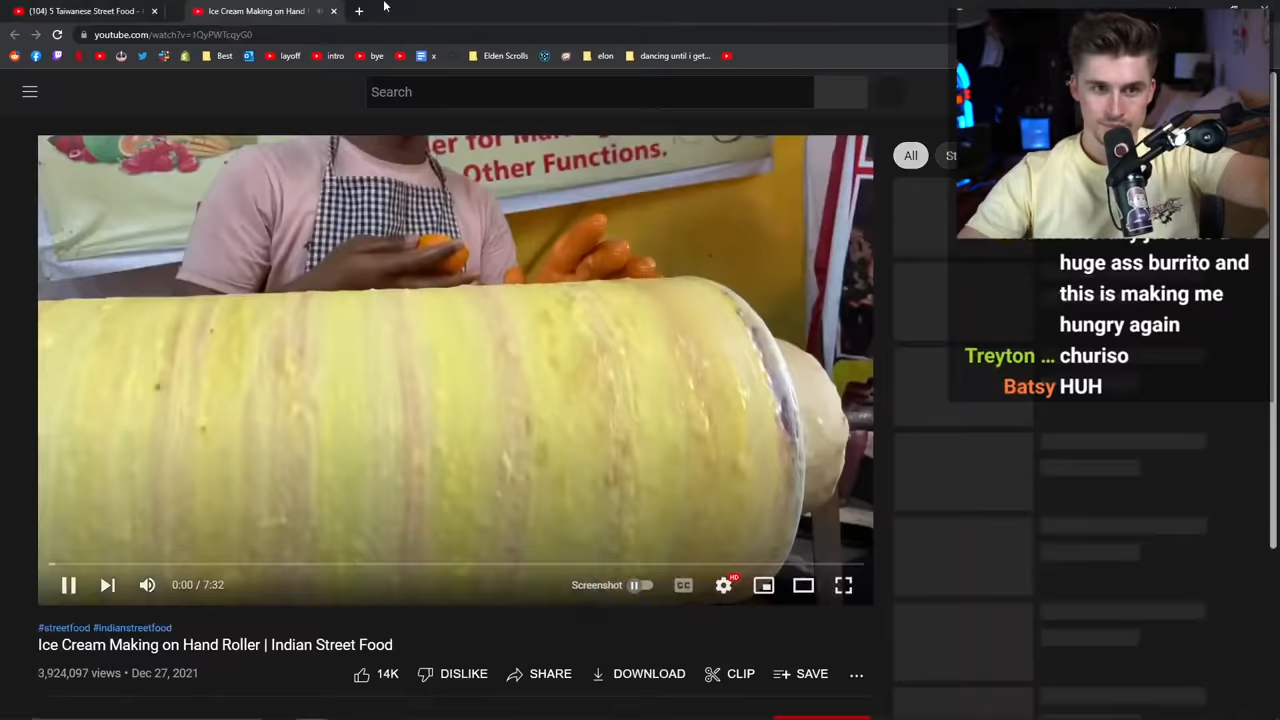 (104) 5 Taiwanese Street Food -
Ice Cream Making on Hand
youtube.com/watch?v=1QyPWTcqyG0
Best
layoff
intro
bye
x
Elden Scrolls
elon
dancing until i get...
Search
er for Ma
Other Functions.
All
huge ass burrito and
this is making me
hungry again
Treyton ... churiso
Batsy HUH
0:00 / 7:32
Screenshot
CC
HD
#streetfood #indianstreetfood
Ice Cream Making on Hand Roller | Indian Street Food
3,924,097 views • Dec 27, 2021
14K
DISLIKE
SHARE
DOWNLOAD
CLIP
SAVE
...